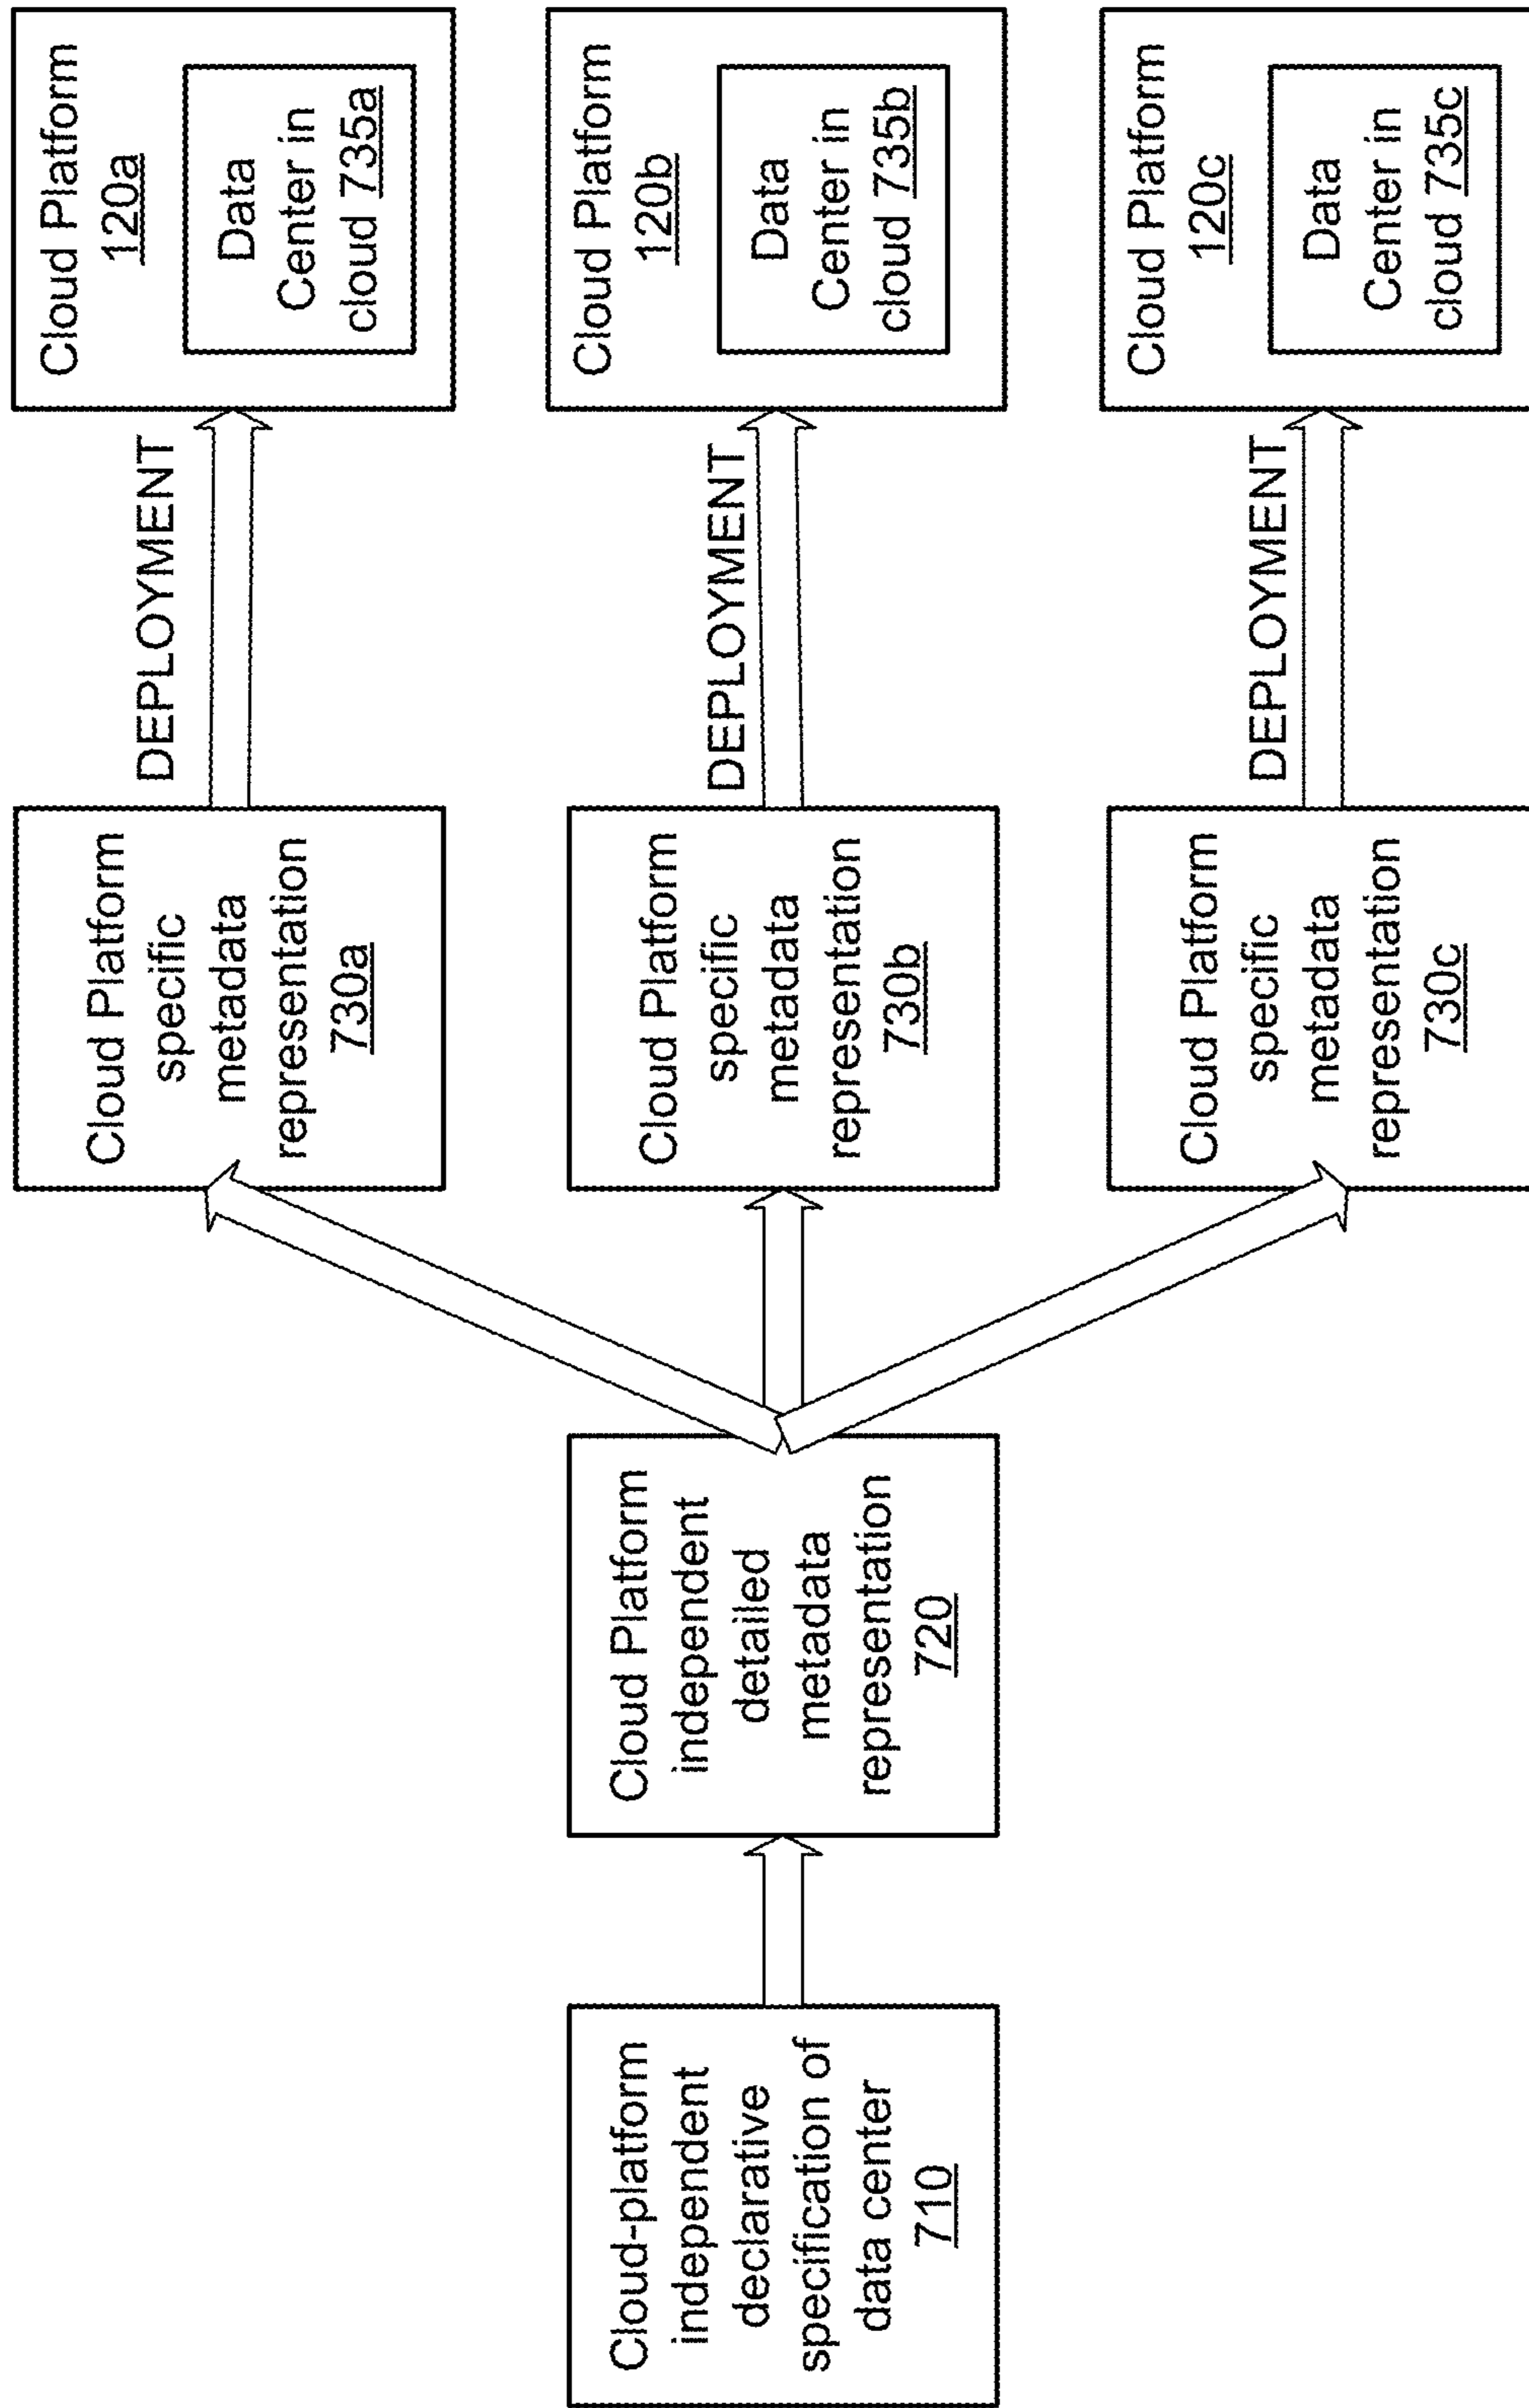 Cloud-platform
independent
declarative
specification of
data center
710
Cloud Platform
independent
detailed
metadata
representation
720
Cloud Platform
specific
metadata
representation
730a
DEPLOYMENT
Cloud Platform
120a
Data
Center in
cloud 735a
Cloud Platform
specific
metadata
representation
730b
DEPLOYMENT
Cloud Platform
120b
Data
Center in
cloud 735b
Cloud Platform
specific
metadata
representation
730c
DEPLOYMENT
Cloud Platform
120c
Data
Center in
cloud 735c